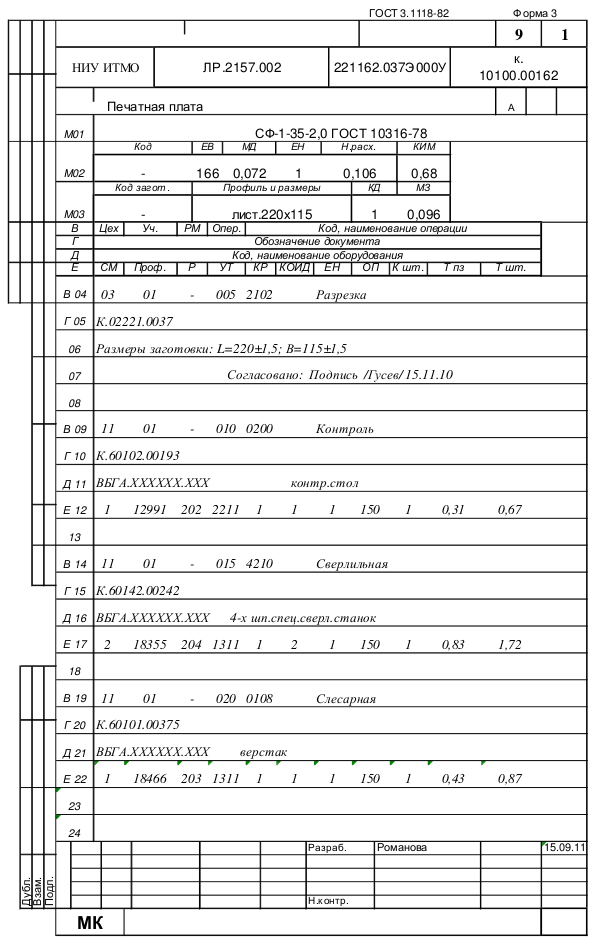 ГОСТ 3.1118-82 Форма 3
9 1
НИУ ИТМО ЛР.2157.002 221162.037Э000У к. 10100.00162
Печатная плата А
М01 СФ-1-35-2,0 ГОСТ 10316-78
Код ЕВ МД ЕН Н.расх. КИМ
М02 - 166 0,072 1 0,106 0,68
Код загот. Профиль и размеры КД МЗ
М03 - лист.220x115 1 0,096
В Цех Уч. РМ Опер. Код, наименование операции
Г Обозначение документа
Д Код, наименование оборудования
Е СМ Проф. Р УТ КР КОИД ЕН ОП К шт. Т пз Т шт.
В 04 03 01 - 005 2102 Разрезка
Г 05 К.02221.0037
06 Размеры заготовки: L=220±1,5; B=115±1,5
07 Согласовано: Подпись /Гусев/ 15.11.10
08
В 09 11 01 - 010 0200 Контроль
Г 10 К.60102.00193
Д 11 ВБГА.ХХХХХХ.ХХХ контр.стол
Е 12 1 12991 202 2211 1 1 1 150 1 0,31 0,67
13
В 14 11 01 - 015 4210 Сверлильная
Г 15 К.60142.00242
Д 16 ВБГА.ХХХХХХ.ХХХ 4-х шп.спец.сверл.станок
Е 17 2 18355 204 1311 1 2 1 150 1 0,83 1,72
18
В 19 11 01 - 020 0108 Слесарная
Г 20 К.60101.00375
Д 21 ВБГА.ХХХХХХ.ХХХ верстак
Е 22 1 18466 203 1311 1 1 1 150 1 0,43 0,87
23
24
Разраб. Романова 15.09.11
Н.контр.
Дубл.
Взам.
Подп.
МК